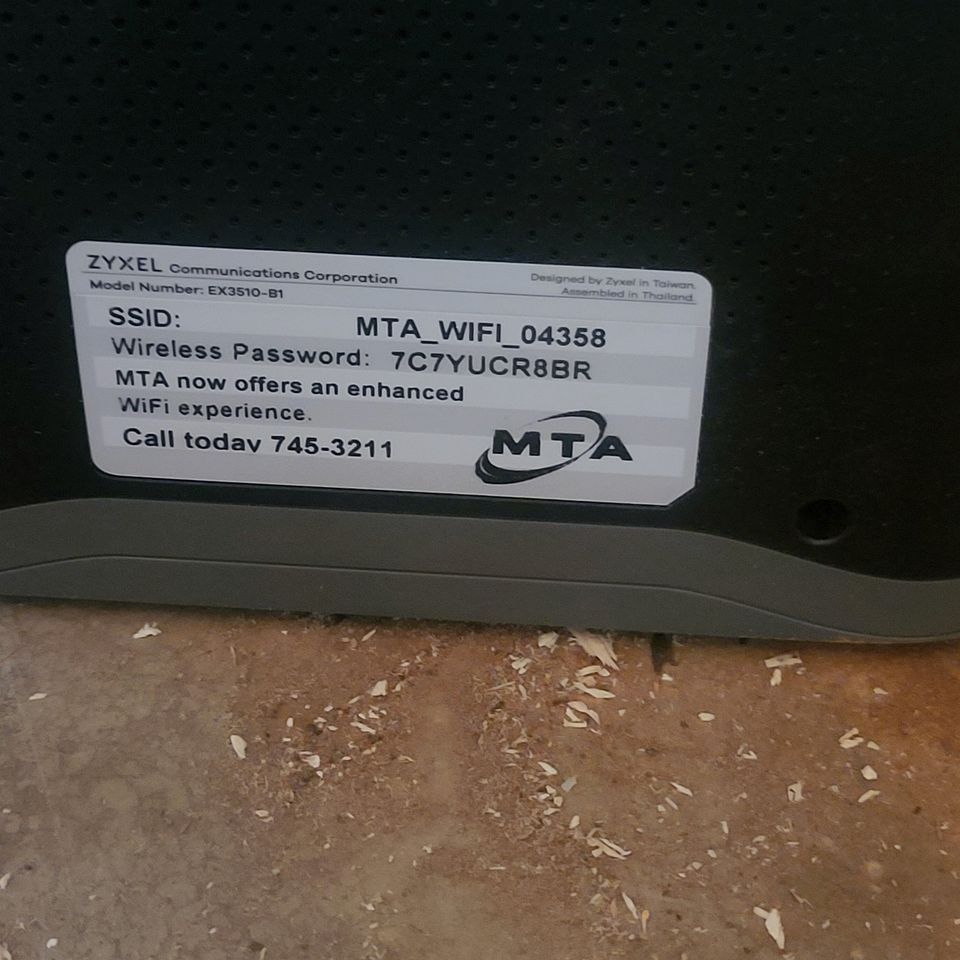 ZYXEL Communications Corporation
Designed by Zyxel in Taiwan.
Model Number: EX3510-B1
Assembled in Thailand.
SSID: MTA_WIFI_04358
Wireless Password: 7C7YUCR8BR
MTA now offers an enhanced
WiFi experience.
Call today 745-3211
MTA